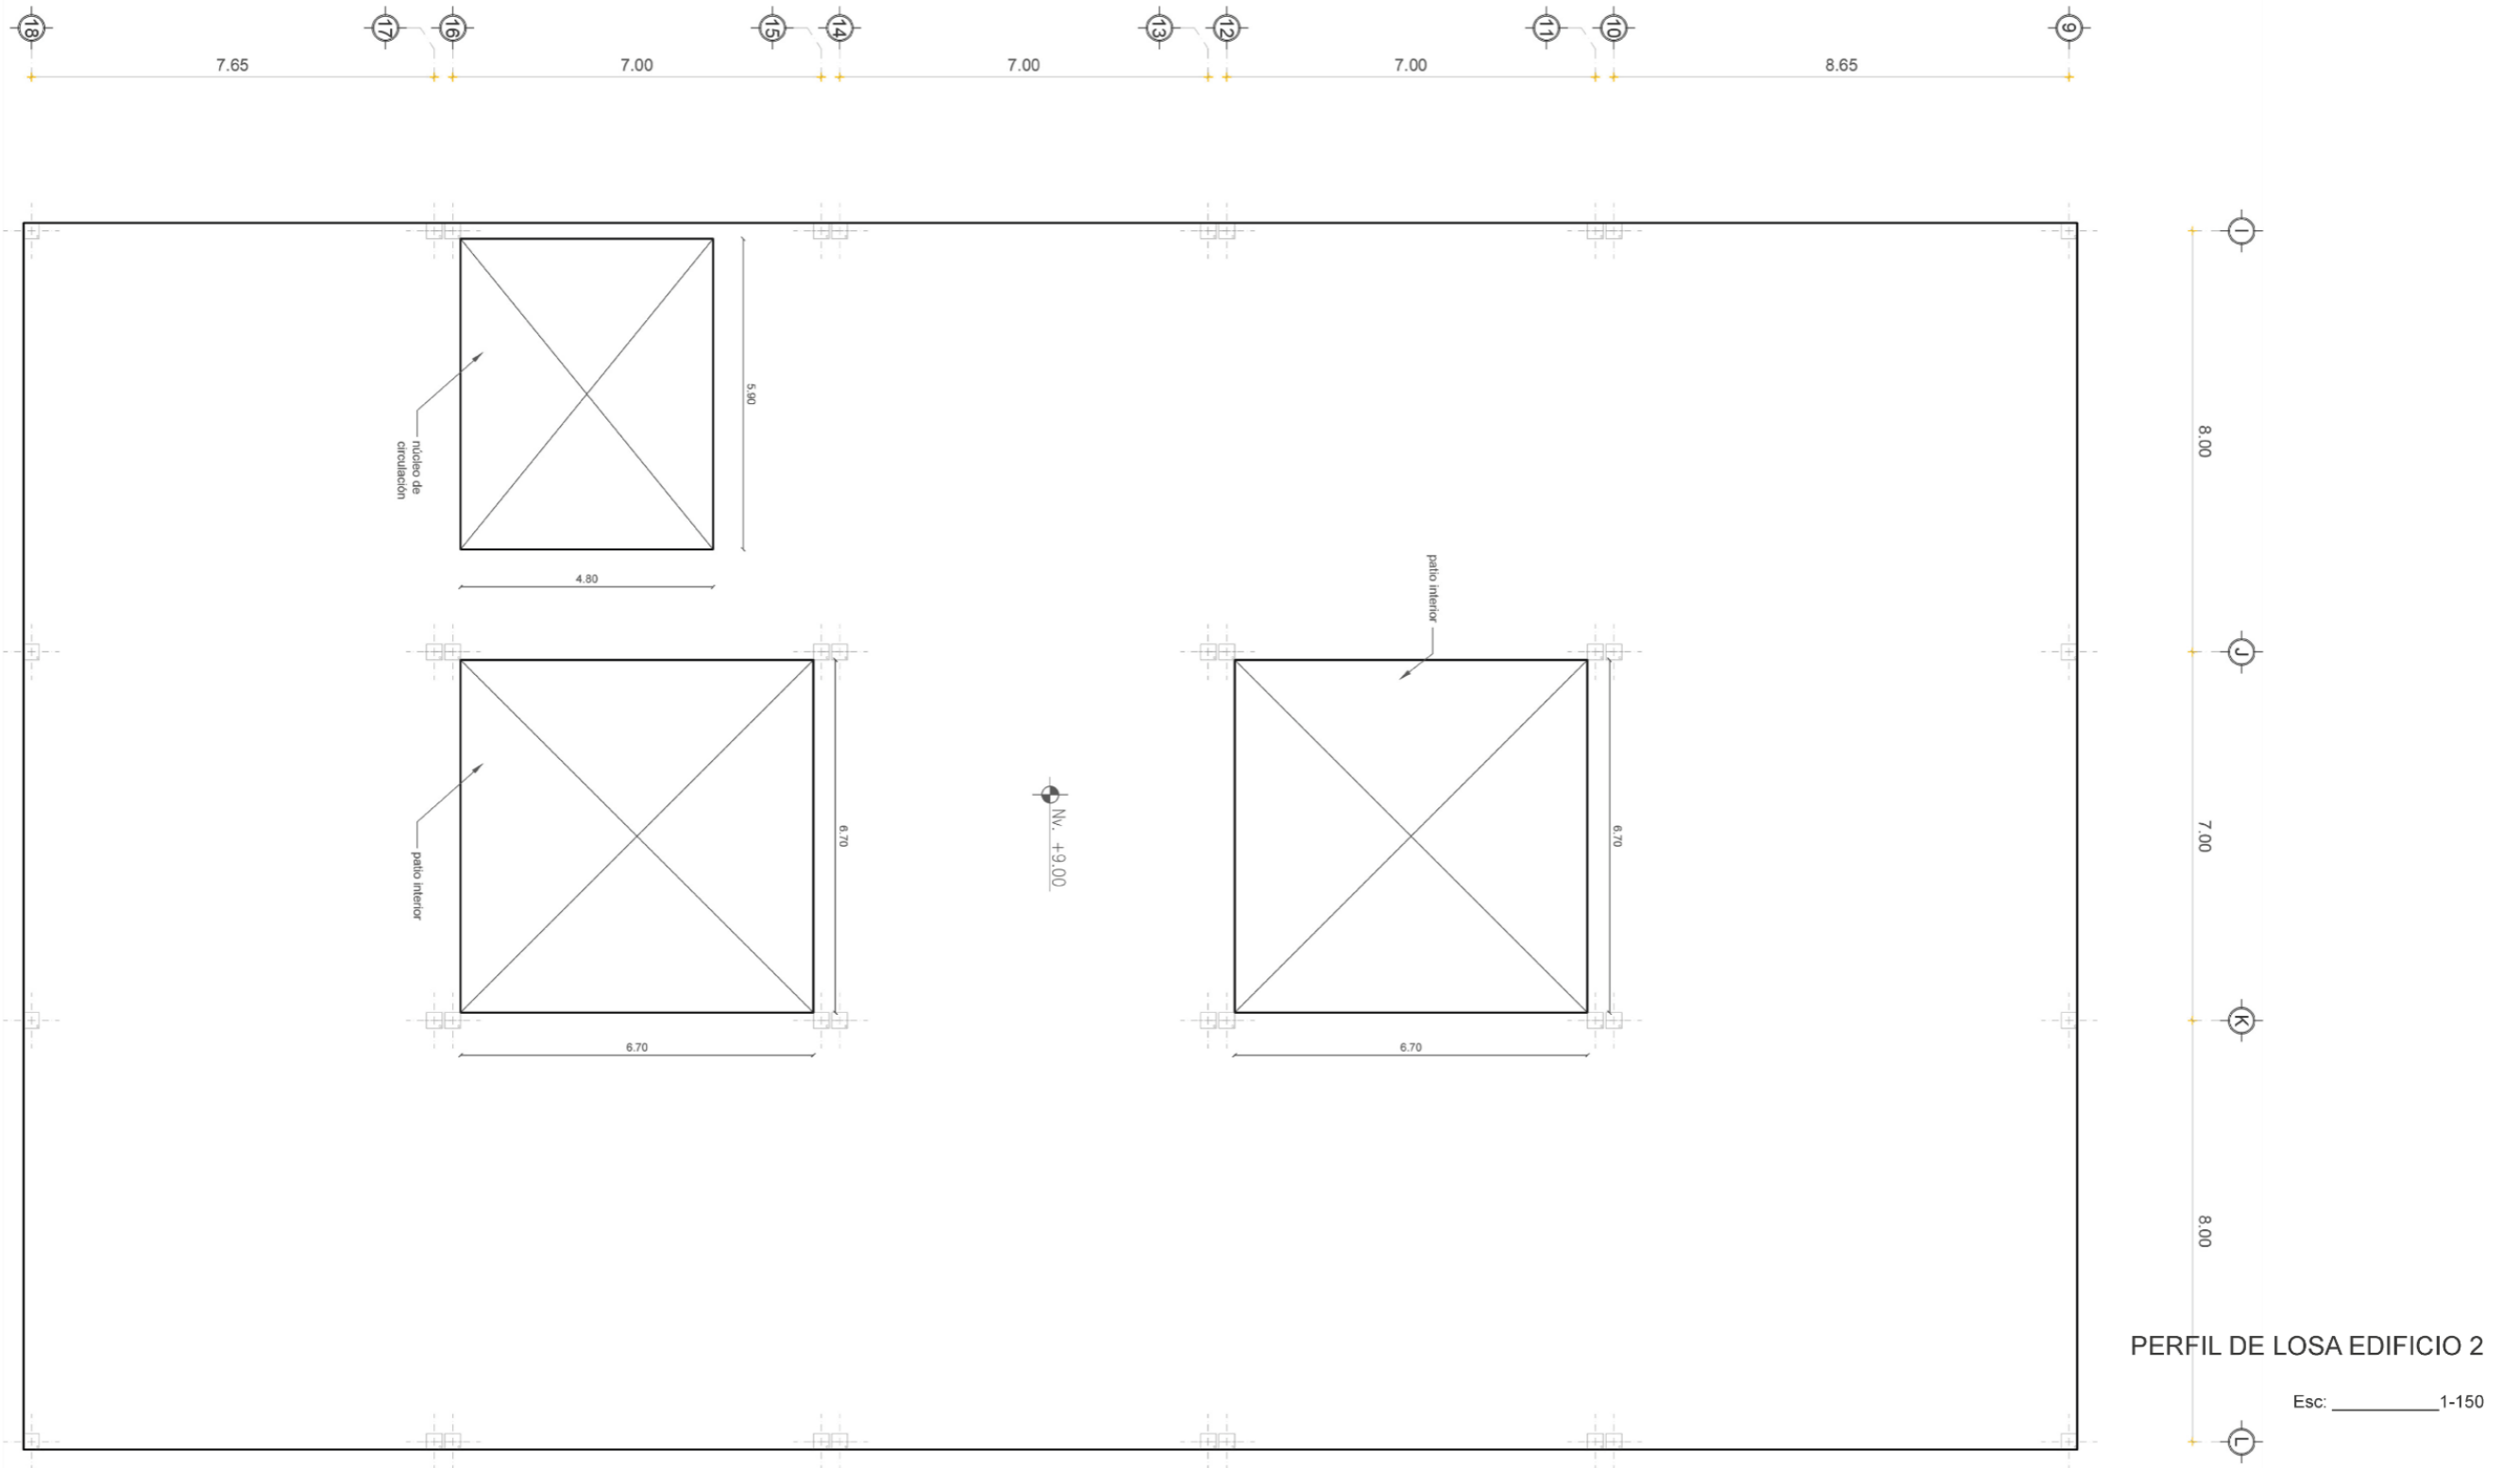 18
17
16
15
14
13
12
11
10
9
7.65
7.00
7.00
7.00
8.65
I
8.00
J
7.00
K
8.00
L
5.90
núcleo de
circulación
4.80
patio interior
6.70
6.70
Nv. +9.00
patio interior
6.70
6.70
PERFIL DE LOSA EDIFICIO 2
Esc: ___________1-150